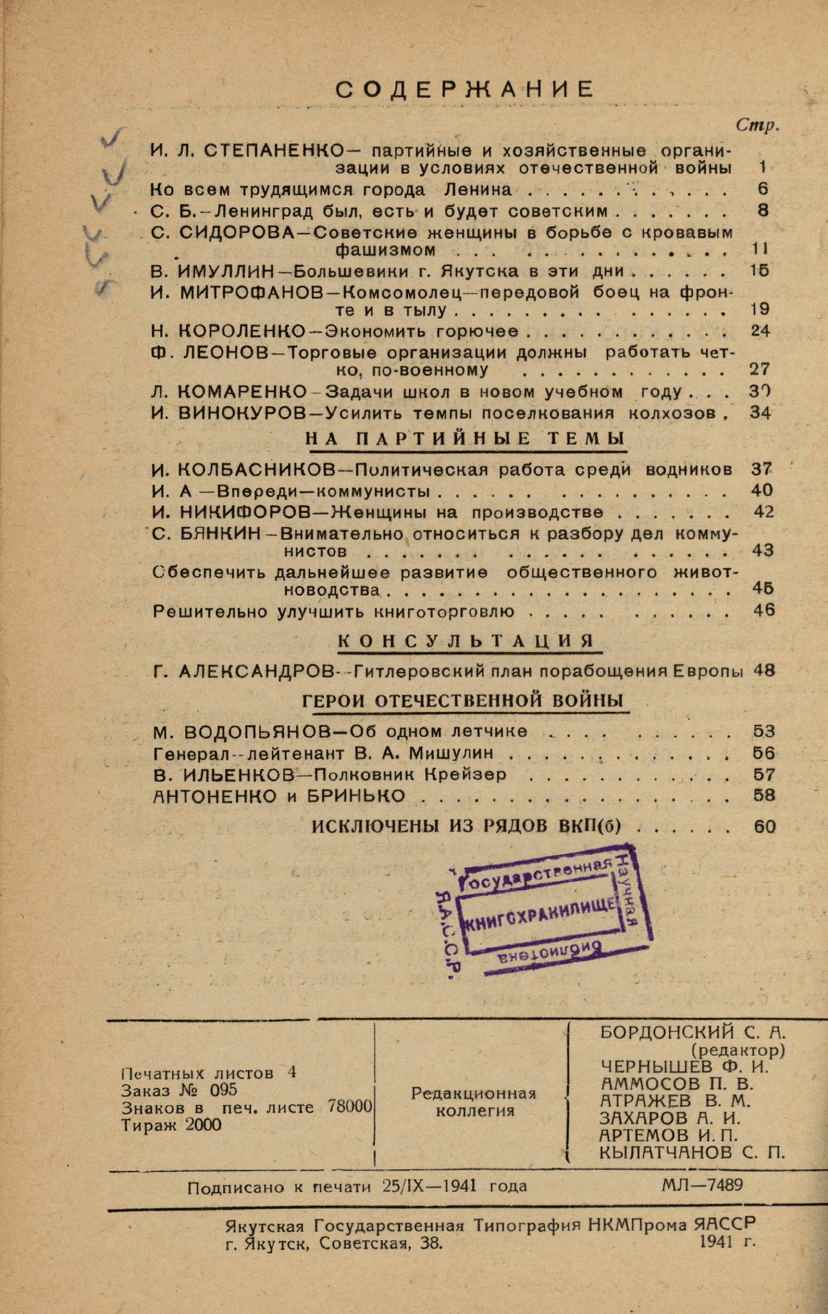 СОДЕРЖАНИЕ
Стр.
И. Л. СТЕПАНЕНКО— партийные и хозяйственные органи-
зации в условиях отечественной войны 1
Ко всем трудящимся города Ленина . . . . . . . . . . 6
С. Б.—Ленинград был, есть и будет советским . . . . . . . 8
С. СИДОРОВА—Советские женщины в борьбе с кровавым
фашизмом . . . . . . . . . . . . . . 11
В. ИМУЛЛИН—Большевики г. Якутска в эти дни . . . . . . 15
И. МИТРОФАНОВ—Комсомолец—передовой боец на фрон-
те и в тылу . . . . . . . . . . . . . . . 19
Н. КОРОЛЕНКО—Экономить горючее . . . . . . . . . . . . 24
Ф. ЛЕОНОВ—Торговые организации должны работать чет-
ко, по-военному . . . . . . . . . . . . 27
Л. КОМАРЕНКО—Задачи школ в новом учебном году . . . 30
И. ВИНОКУРОВ—Усилить темпы поселкования колхозов . 34
НА ПАРТИЙНЫЕ ТЕМЫ
И. КОЛБАСНИКОВ—Политическая работа среди водников 37
И. А —Впереди—коммунисты . . . . . . . . . . . . . . . 40
И. НИКИФОРОВ—Женщины на производстве . . . . . . . 42
С. БЯНКИН—Внимательно относиться к разбору дел комму-
нистов . . . . . . . . . . . . . . . . . 43
Обеспечить дальнейшее развитие общественного живот-
новодства . . . . . . . . . . . . . . . . . . . 45
Решительно улучшить книготорговлю . . . . . . . . . . . 46
КОНСУЛЬТАЦИЯ
Г. АЛЕКСАНДРОВ--Гитлеровский план порабощения Европы 48
ГЕРОИ ОТЕЧЕСТВЕННОЙ ВОЙНЫ
М. ВОДОПЬЯНОВ—Об одном летчике . . . . . . . . . . 53
Генерал--лейтенант В. А. Мишулин . . . . . . . . . . . . 56
В. ИЛЬЕНКОВ—Полковник Крейзер . . . . . . . . . . . . 57
АНТОНЕНКО и БРИНЬКО . . . . . . . . . . . . . . . . . 58
ИСКЛЮЧЕНЫ ИЗ РЯДОВ ВКП(б) . . . . . . 60
Государственная
Научная
библиотека
Я.А.С.С.Р.
КНИГОХРАНИЛИЩЕ
Печатных листов 4
Заказ № 095
Знаков в печ. листе 78000
Тираж 2000
Редакционная
коллегия
БОРДОНСКИЙ С. А.
(редактор)
ЧЕРНЫШЕВ Ф. И.
АММОСОВ П. В.
АТРАЖЕВ В. М.
ЗАХАРОВ А. И.
АРТЕМОВ И. П.
КЫЛАТЧАНОВ С. П.
Подписано к печати 25/IX—1941 года МЛ—7489
Якутская Государственная Типография НКМПрома ЯАССР
г. Якутск, Советская, 38. 1941 г.